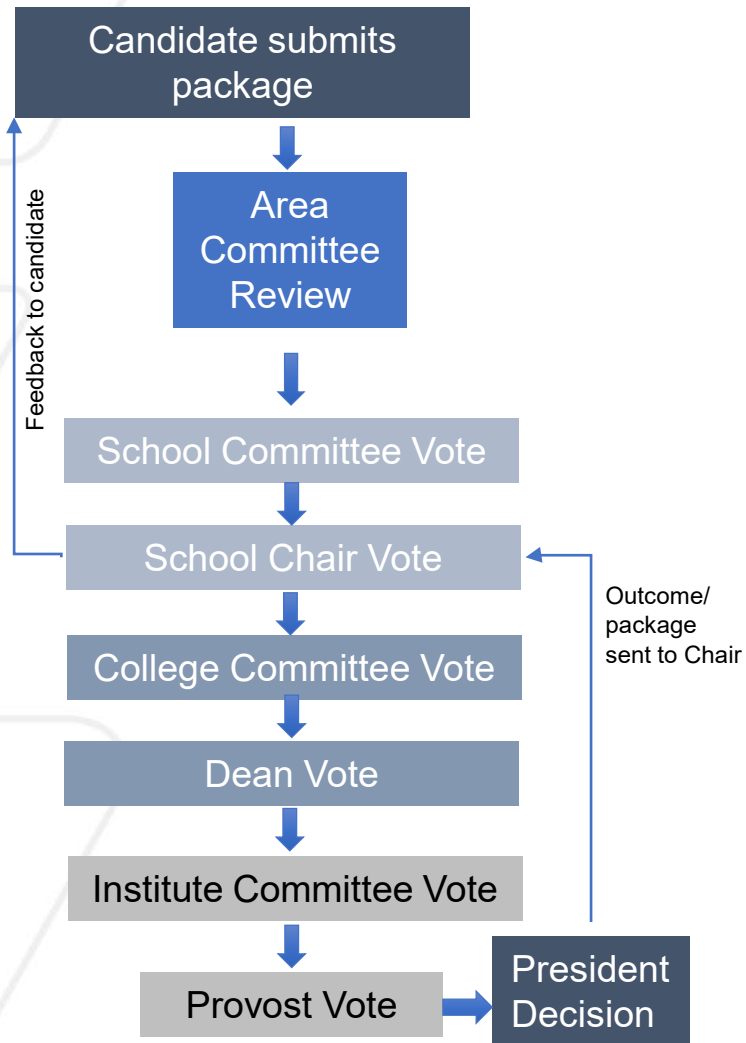 Candidate submits
package
Area
Committee
Review
Feedback to candidate
School Committee Vote
School Chair Vote
Outcome/
package
sent to Chair
College Committee Vote
Dean Vote
Institute Committee Vote
Provost Vote
President
Decision